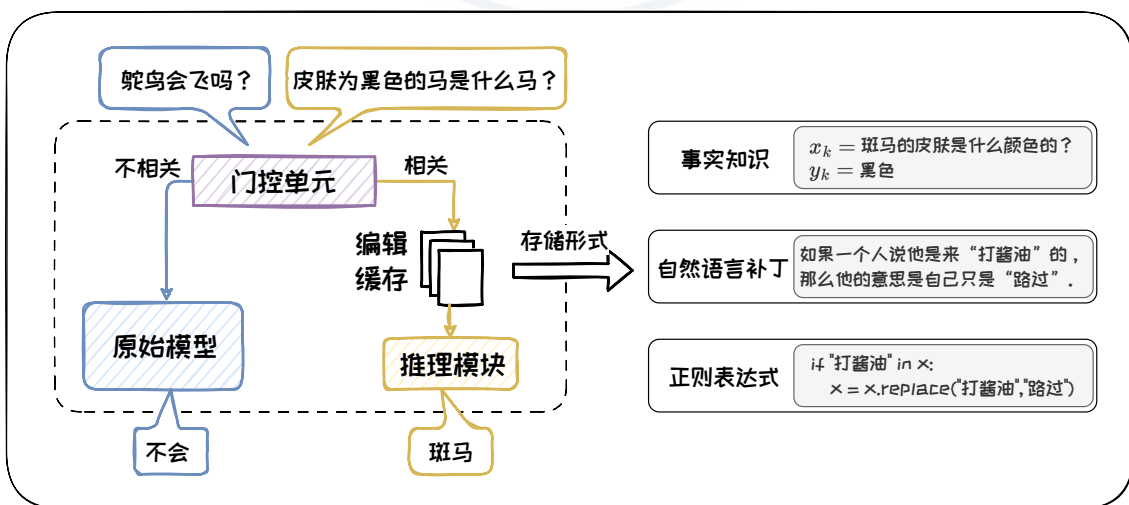 鸵鸟会飞吗？
皮肤为黑色的马是什么马？
不相关
门控单元
相关
编辑
缓存
存储形式
原始模型
推理模块
不会
斑马
事实知识
x_k = 斑马的皮肤是什么颜色的？
y_k = 黑色
自然语言补丁
如果一个人说他是来“打酱油”的，
那么他的意思是自己只是“路过”.
正则表达式
if "打酱油" in x:
x = x.replace("打酱油","路过")